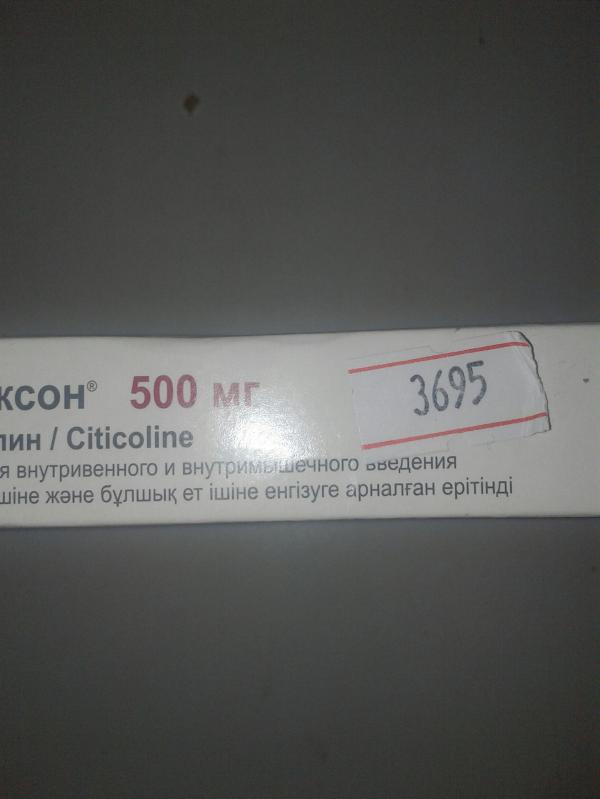 ксон® 500 мг
3695
лин / Citicoline
я внутривенного и внутримышечного введения
шіне және бұлшық ет ішіне енгізуге арналған ерітінді